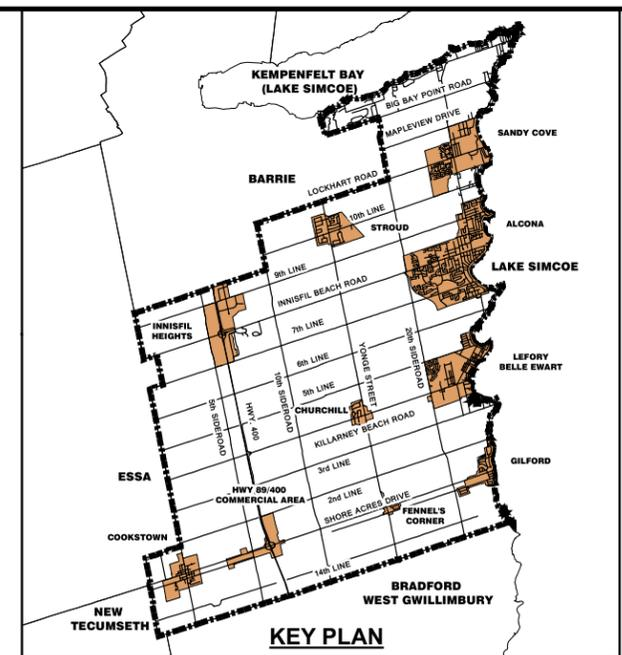 KEMPENFELT BAY
(LAKE SIMCOE)
BIG BAY POINT ROAD
MAPLEVIEW DRIVE
SANDY COVE
BARRIE
LOCKHART ROAD
10th LINE
STROUD
ALCONA
9th LINE
LAKE SIMCOE
INNISFIL BEACH ROAD
INNISFIL
HEIGHTS
7th LINE
6th LINE
20th SIDEROAD
YONGE STREET
LEFORY
BELLE EWART
5th LINE
10th SIDEROAD
5th SIDEROAD
HWY. 400
CHURCHILL
KILLARNEY BEACH ROAD
3rd LINE
GILFORD
ESSA
HWY 89/400
COMMERCIAL AREA
2nd LINE
SHORE ACRES DRIVE
FENNEL'S
CORNER
COOKSTOWN
14th LINE
BRADFORD
WEST GWILLIMBURY
NEW
TECUMSETH
KEY PLAN